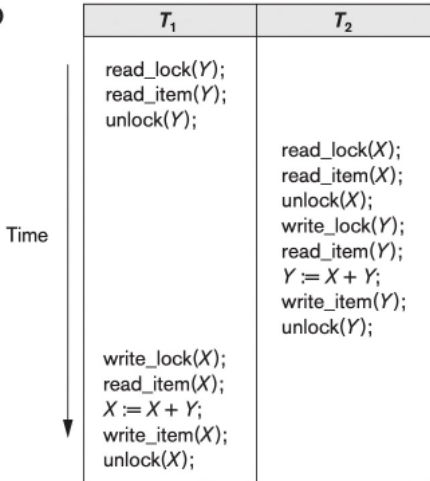 T1 T2
read_lock(Y);
read_item(Y);
unlock(Y);
read_lock(X);
read_item(X);
unlock(X);
write_lock(Y);
Time
read_item(Y);
Y := X + Y;
write_item(Y);
unlock(Y);
write_lock(X);
read_item(X);
X := X + Y;
write_item(X);
unlock(X);